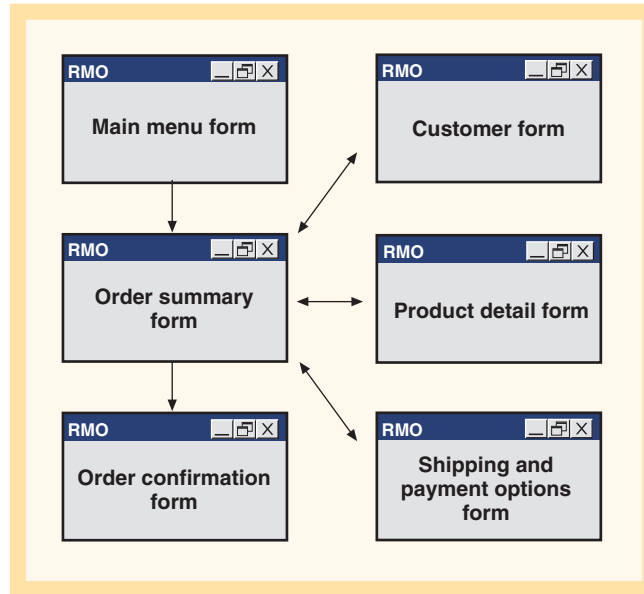 RMO
Main menu form
RMO
Customer form
RMO
Order summary
form
RMO
Product detail form
RMO
Order confirmation
form
RMO
Shipping and
payment options
form